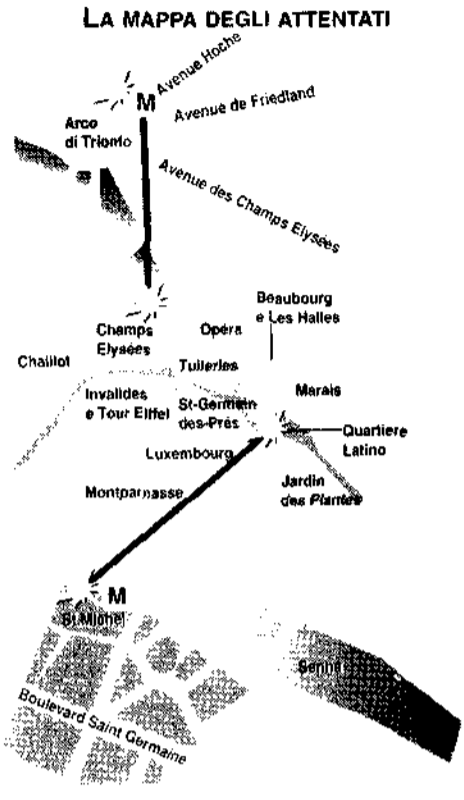 LA MAPPA DEGLI ATTENTATI
Avenue Hoche
M
Avenue de Friedland
Arco
di Trionfo
Avenue des Champs Elysées
Beaubourg
e Les Halles
Champs
Elysées
Opéra
Chaillot
Tuileries
Invalides
e Tour Eiffel
St-Germain
des-Prés
Marais
Quartiere
Latino
Luxembourg
Jardin
des Plantes
Montparnasse
M
St-Michel
Senna
Boulevard Saint Germaine